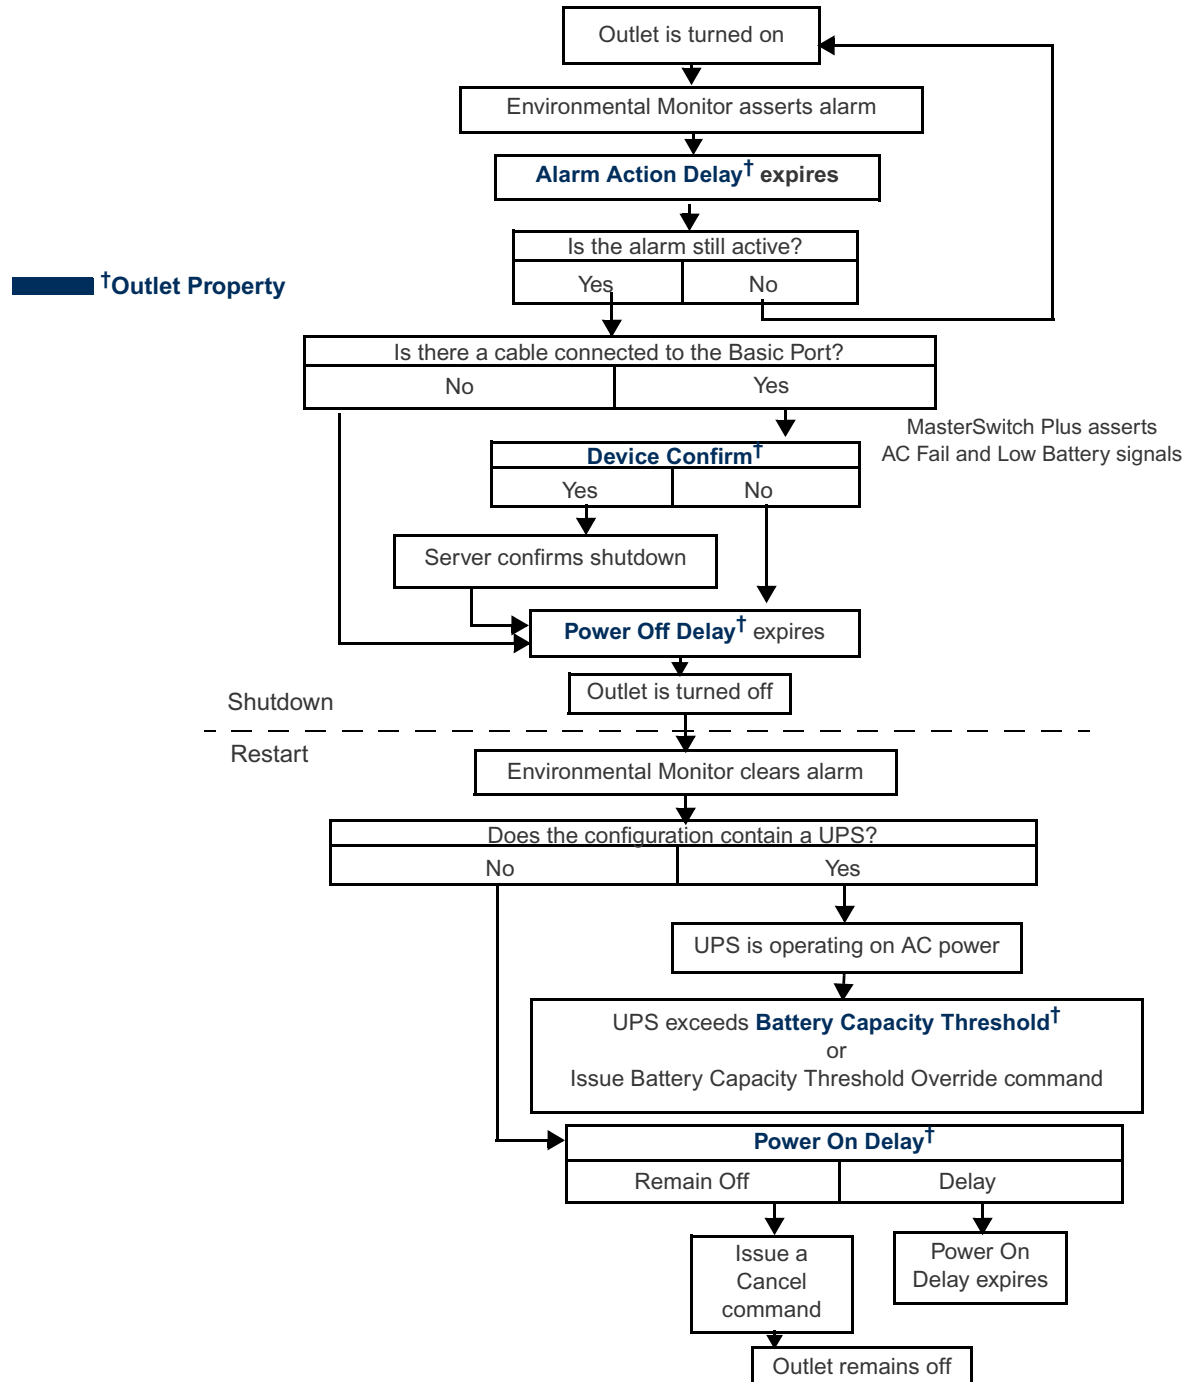 Outlet is turned on
Environmental Monitor asserts alarm
Alarm Action Delay† expires
Is the alarm still active?
Yes
No
†Outlet Property
Is there a cable connected to the Basic Port?
No
Yes
MasterSwitch Plus asserts
AC Fail and Low Battery signals
Device Confirm†
Yes
No
Server confirms shutdown
Power Off Delay† expires
Outlet is turned off
Shutdown
Restart
Environmental Monitor clears alarm
Does the configuration contain a UPS?
No
Yes
UPS is operating on AC power
UPS exceeds Battery Capacity Threshold†
or
Issue Battery Capacity Threshold Override command
Power On Delay†
Remain Off
Delay
Issue a
Cancel
command
Power On
Delay expires
Outlet remains off